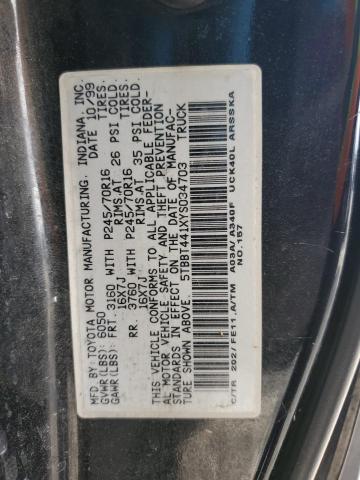 MFD BY:TOYOTA MOTOR MANUFACTURING, INDIANA, INC.
GVWR(LBS): 6050 DATE 10/99
GAWR(LBS): FRT. 3160 WITH P245/70R16 TIRES.
16X7J RIMS.AT 26 PSI COLD.
RR. 3760 WITH P245/70R16 TIRES.
16X7J RIMS.AT 35 PSI COLD.
THIS VEHICLE CONFORMS TO ALL APPLICABLE FEDER-
AL MOTOR VEHICLE SAFETY AND THEFT PREVENTION
STANDARDS IN EFFECT ON THE DATE OF MANUFAC-
TURE SHOWN ABOVE. 5TBBT441XYS034703 TRUCK
C/TR 202/FE11,A/TM A03A/A340F UCK40L ARSSKA
NO.157